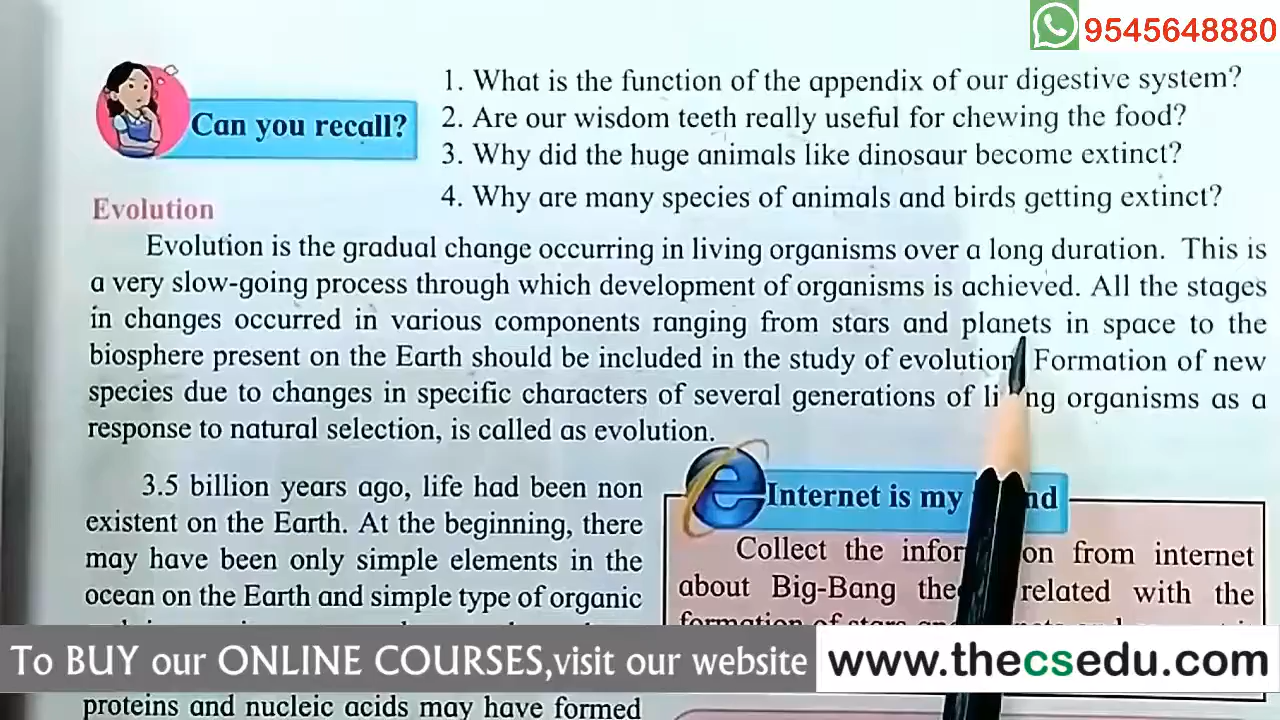 9545648880
Can you recall?
1. What is the function of the appendix of our digestive system?
2. Are our wisdom teeth really useful for chewing the food?
3. Why did the huge animals like dinosaur become extinct?
4. Why are many species of animals and birds getting extinct?
Evolution
Evolution is the gradual change occurring in living organisms over a long duration. This is
a very slow-going process through which development of organisms is achieved. All the stages
in changes occurred in various components ranging from stars and planets in space to the
biosphere present on the Earth should be included in the study of evolution Formation of new
species due to changes in specific characters of several generations of organisms as a
response to natural selection, is called as evolution.
3.5 billion years ago, life had been non
existent on the Earth. At the beginning, there
may have been only simple elements in the
ocean on the Earth and simple type of organic
proteins and nucleic acids may have formed
Internet is my
Collect the from internet
about Big-Bang related with the
formation of stars
To BUY our ONLINE COURSES,visit our website
www.thecsedu.com